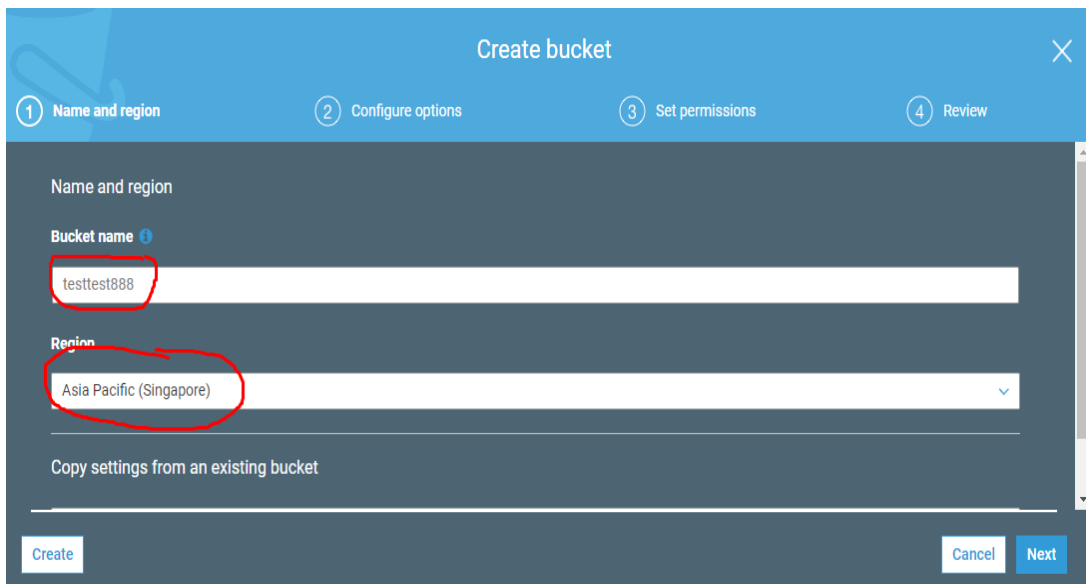 Create bucket
1 Name and region 2 Configure options 3 Set permissions 4 Review
Name and region
Bucket name
testtest888
Region
Asia Pacific (Singapore)
Copy settings from an existing bucket
Create Cancel Next